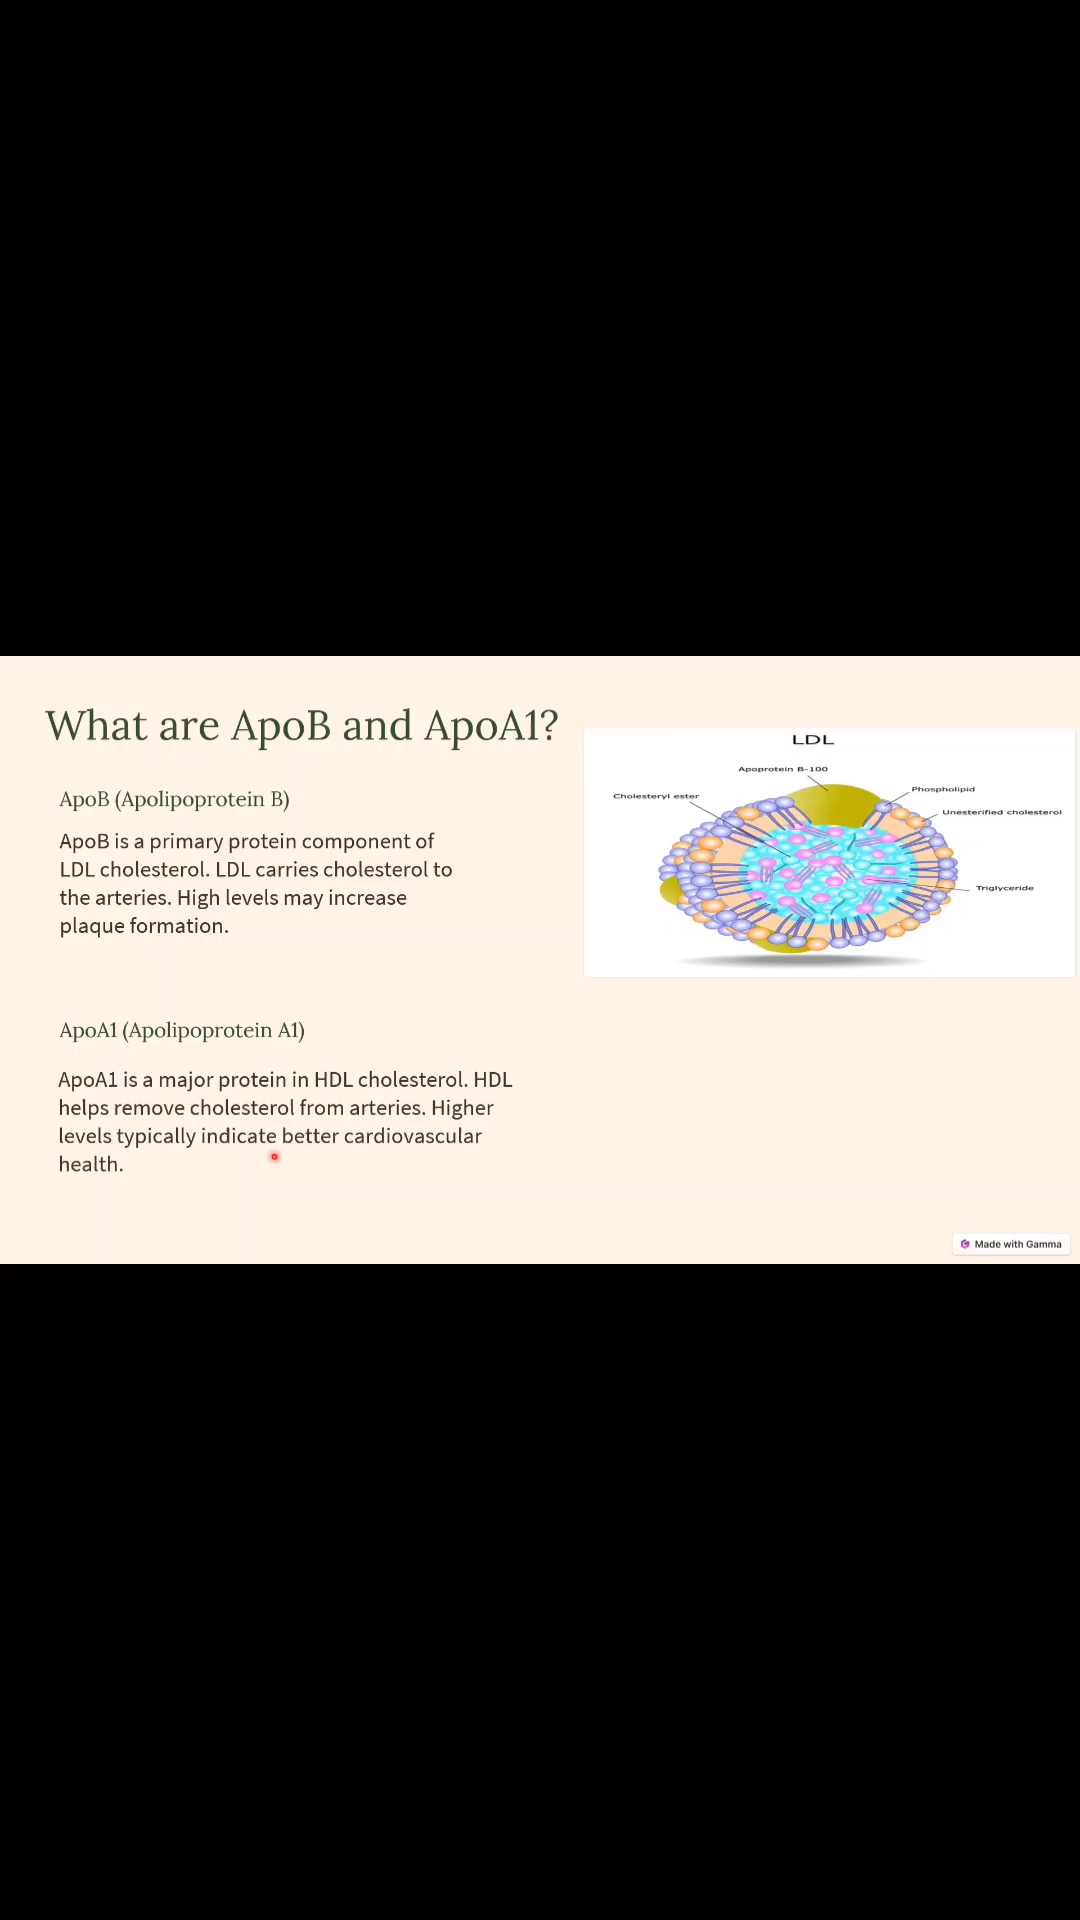 What are ApoB and ApoA1?
ApoB (Apolipoprotein B)
ApoB is a primary protein component of
LDL cholesterol. LDL carries cholesterol to
the arteries. High levels may increase
plaque formation.
ApoA1 (Apolipoprotein A1)
ApoA1 is a major protein in HDL cholesterol. HDL
helps remove cholesterol from arteries. Higher
levels typically indicate better cardiovascular
health.
LDL
Apoprotein B-100
Cholesteryl ester
Phospholipid
Unesterified cholesterol
Triglyceride
Made with Gamma